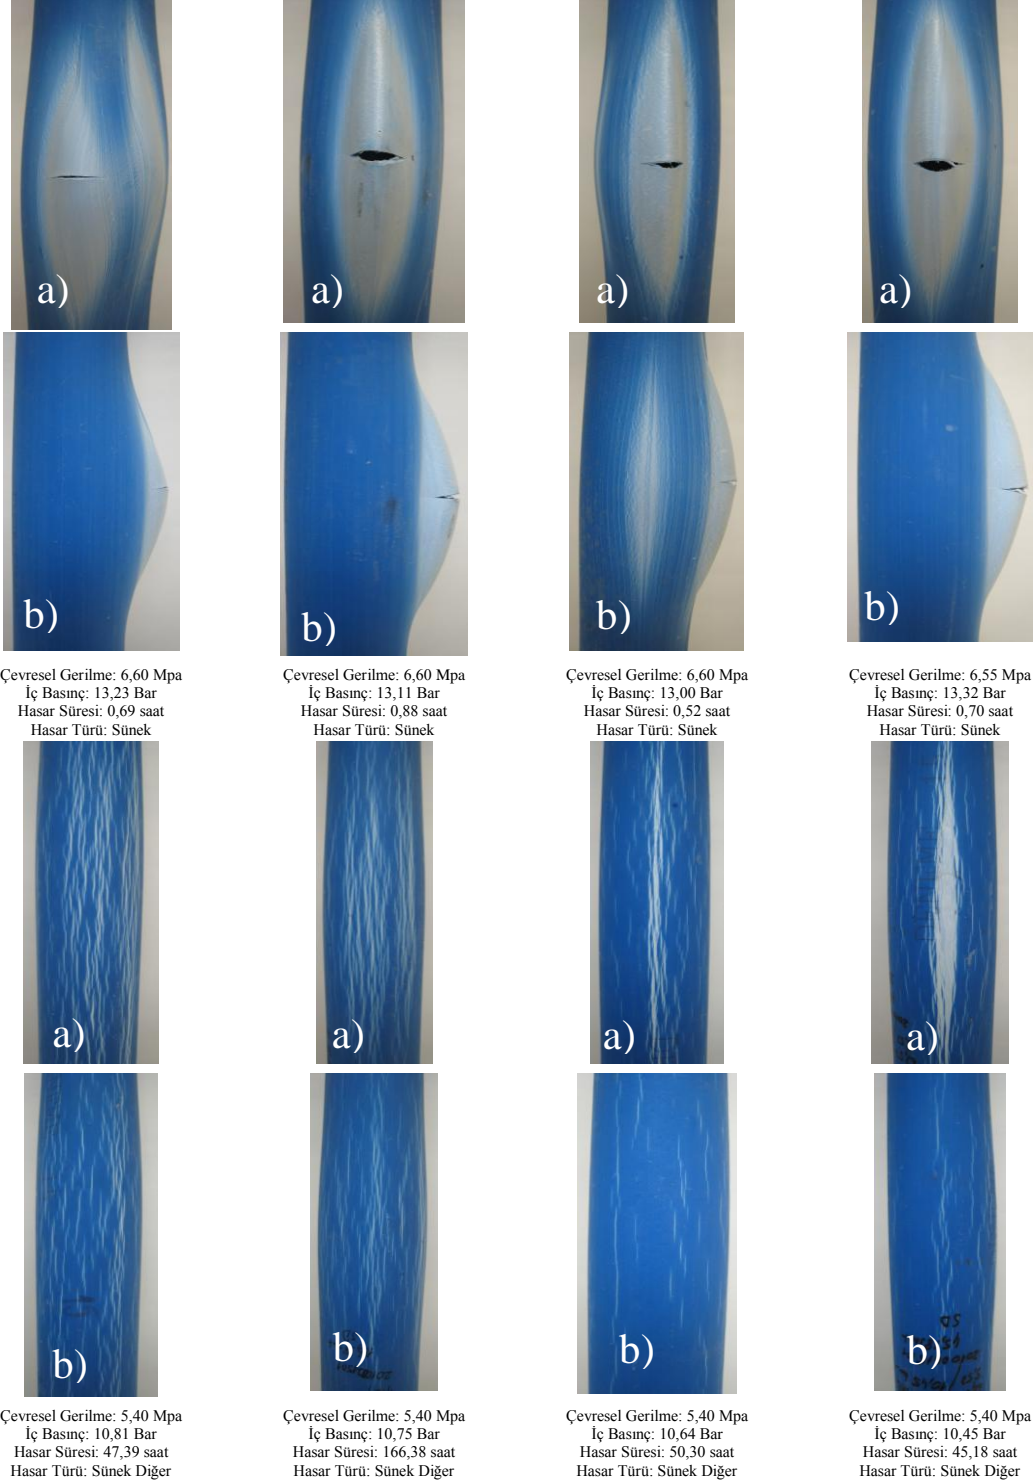 a)
a)
a)
a)
b)
b)
b)
b)
Çevresel Gerilme: 6,60 Mpa
İç Basınç: 13,23 Bar
Hasar Süresi: 0,69 saat
Hasar Türü: Sünek
Çevresel Gerilme: 6,60 Mpa
İç Basınç: 13,11 Bar
Hasar Süresi: 0,88 saat
Hasar Türü: Sünek
Çevresel Gerilme: 6,60 Mpa
İç Basınç: 13,00 Bar
Hasar Süresi: 0,52 saat
Hasar Türü: Sünek
Çevresel Gerilme: 6,55 Mpa
İç Basınç: 13,32 Bar
Hasar Süresi: 0,70 saat
Hasar Türü: Sünek
a)
a)
a)
a)
b)
b)
b)
b)
Çevresel Gerilme: 5,40 Mpa
İç Basınç: 10,81 Bar
Hasar Süresi: 47,39 saat
Hasar Türü: Sünek Diğer
Çevresel Gerilme: 5,40 Mpa
İç Basınç: 10,75 Bar
Hasar Süresi: 166,38 saat
Hasar Türü: Sünek Diğer
Çevresel Gerilme: 5,40 Mpa
İç Basınç: 10,64 Bar
Hasar Süresi: 50,30 saat
Hasar Türü: Sünek Diğer
Çevresel Gerilme: 5,40 Mpa
İç Basınç: 10,45 Bar
Hasar Süresi: 45,18 saat
Hasar Türü: Sünek Diğer